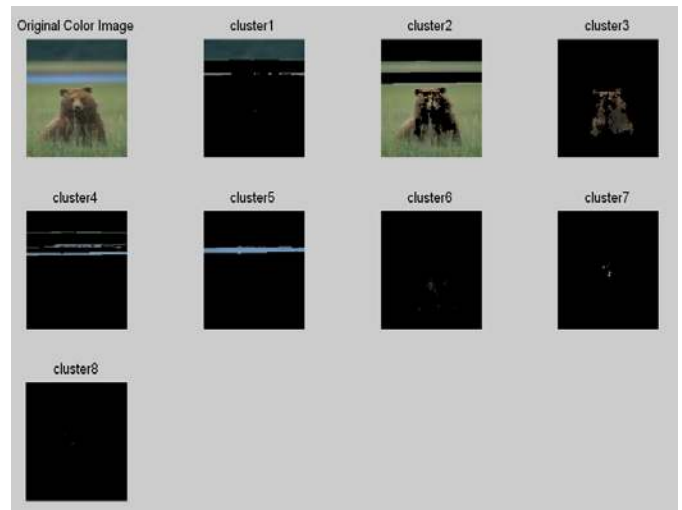 Original Color Image
cluster1
cluster2
cluster3
cluster4
cluster5
cluster6
cluster7
cluster8